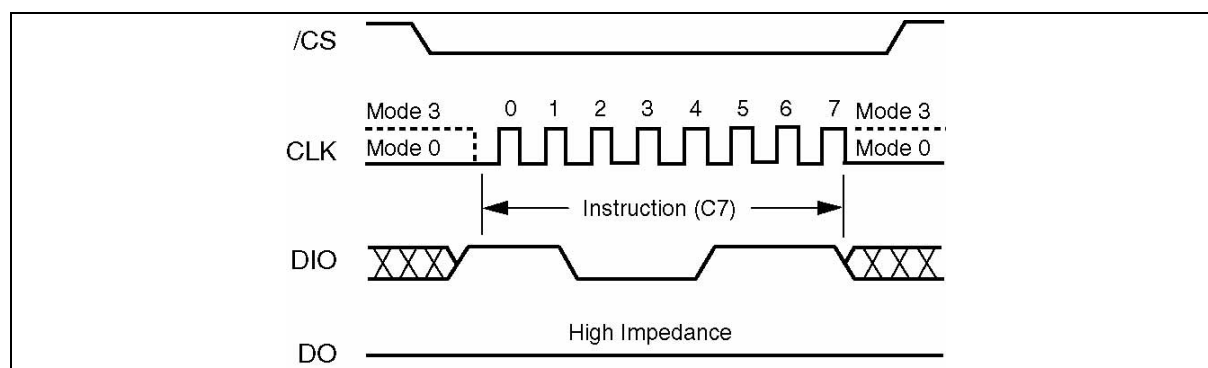 /CS
Mode 3 0 1 2 3 4 5 6 7 Mode 3
CLK Mode 0 Mode 0
Instruction (C7)
DIO
High Impedance
DO